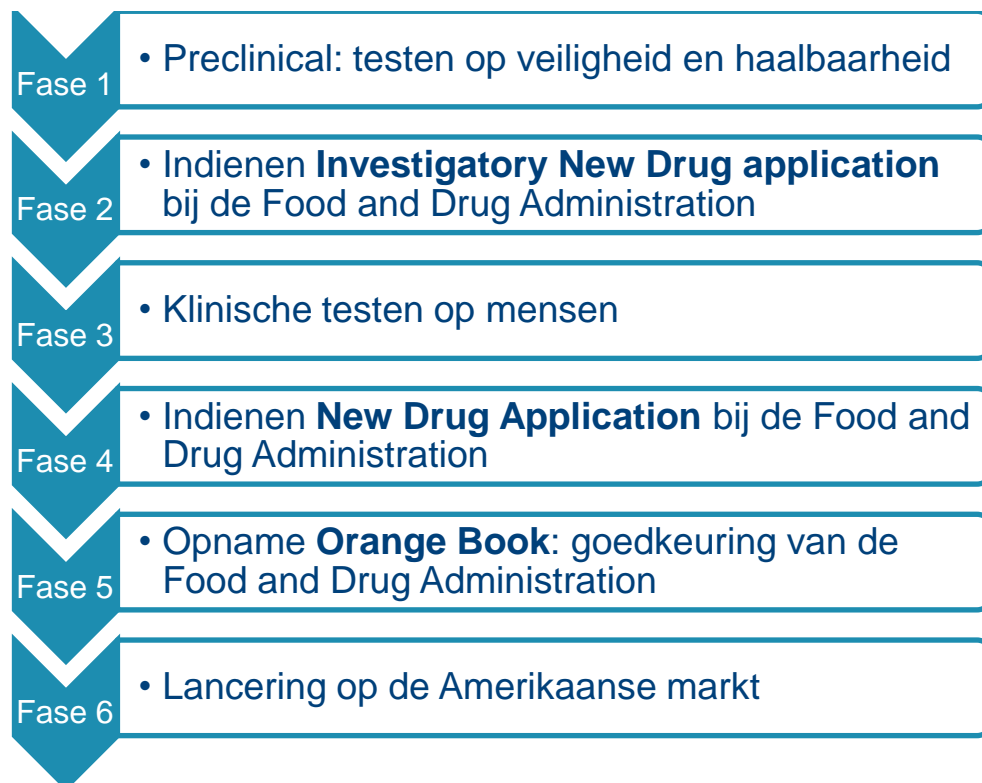 Fase 1
• Preclinical: testen op veiligheid en haalbaarheid
Fase 2
• Indienen Investigatory New Drug application
bij de Food and Drug Administration
Fase 3
• Klinische testen op mensen
Fase 4
• Indienen New Drug Application bij de Food and
Drug Administration
Fase 5
• Opname Orange Book: goedkeuring van de
Food and Drug Administration
Fase 6
• Lancering op de Amerikaanse markt